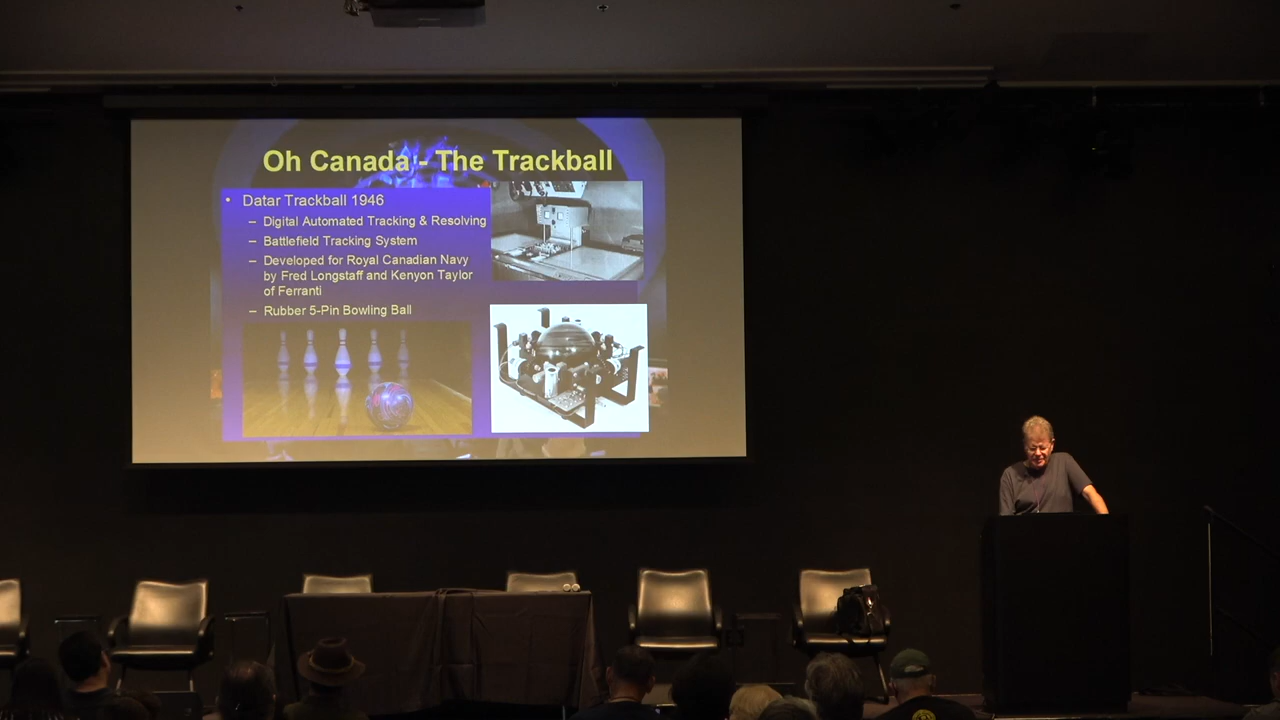 Oh Canada - The Trackball
• Datar Trackball 1946
– Digital Automated Tracking & Resolving
– Battlefield Tracking System
– Developed for Royal Canadian Navy
by Fred Longstaff and Kenyon Taylor
of Ferranti
– Rubber 5-Pin Bowling Ball